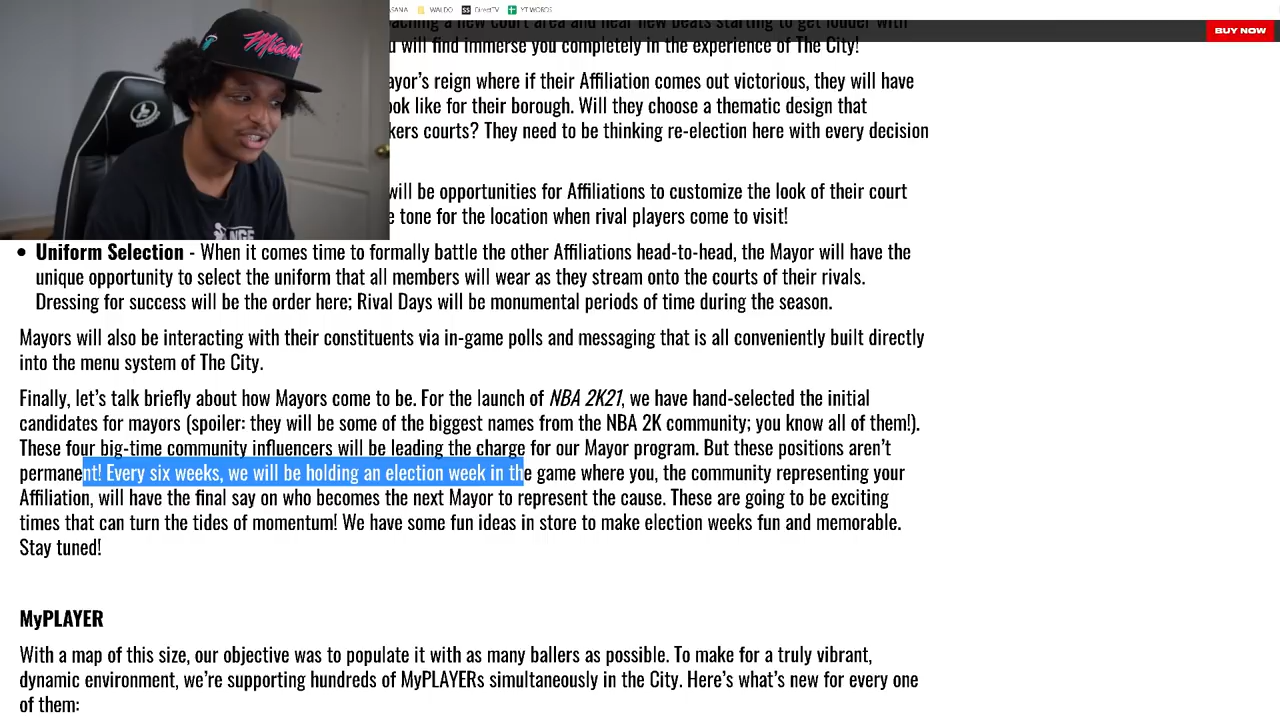 ASANA WALDO DirectTV YT WORDS
BUY NOW
Miami
will find immerse you completely in the experience of The City!
ayor's reign where if their Affiliation comes out victorious, they will have
ook like for their borough. Will they choose a thematic design that
kers courts? They need to be thinking re-election here with every decision
will be opportunities for Affiliations to customize the look of their court
e tone for the location when rival players come to visit!
• Uniform Selection - When it comes time to formally battle the other Affiliations head-to-head, the Mayor will have the
unique opportunity to select the uniform that all members will wear as they stream onto the courts of their rivals.
Dressing for success will be the order here; Rival Days will be monumental periods of time during the season.
Mayors will also be interacting with their constituents via in-game polls and messaging that is all conveniently built directly
into the menu system of The City.
Finally, let's talk briefly about how Mayors come to be. For the launch of NBA 2K21, we have hand-selected the initial
candidates for mayors (spoiler: they will be some of the biggest names from the NBA 2K community; you know all of them!).
These four big-time community influencers will be leading the charge for our Mayor program. But these positions aren't
permanent! Every six weeks, we will be holding an election week in the game where you, the community representing your
Affiliation, will have the final say on who becomes the next Mayor to represent the cause. These are going to be exciting
times that can turn the tides of momentum! We have some fun ideas in store to make election weeks fun and memorable.
Stay tuned!
MyPLAYER
With a map of this size, our objective was to populate it with as many ballers as possible. To make for a truly vibrant,
dynamic environment, we're supporting hundreds of MyPLAYERs simultaneously in the City. Here's what's new for every one
of them: